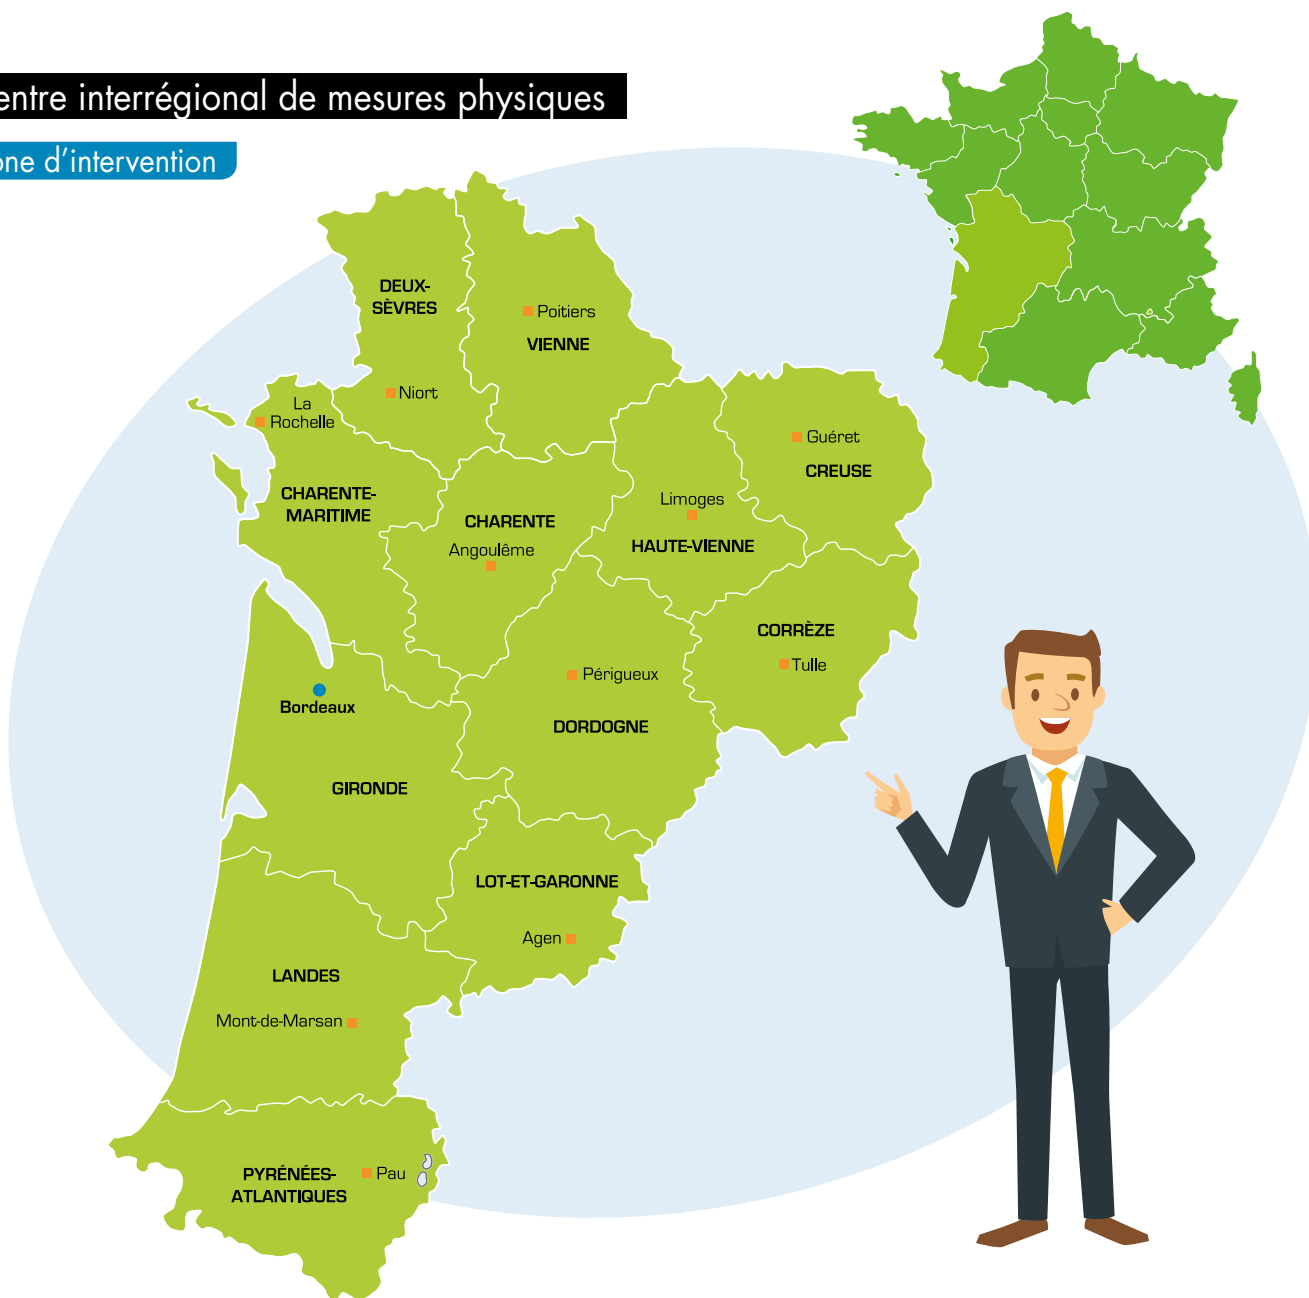 entre interrégional de mesures physiques
one d'intervention
DEUX-
SÈVRES
Poitiers
VIENNE
Niort
La
Rochelle
Guéret
CREUSE
CHARENTE-
MARITIME
Limoges
HAUTE-VIENNE
CHARENTE
Angoulême
CORRÈZE
Tulle
Périgueux
DORDOGNE
Bordeaux
GIRONDE
LOT-ET-GARONNE
Agen
LANDES
Mont-de-Marsan
PYRÉNÉES-
ATLANTIQUES
Pau